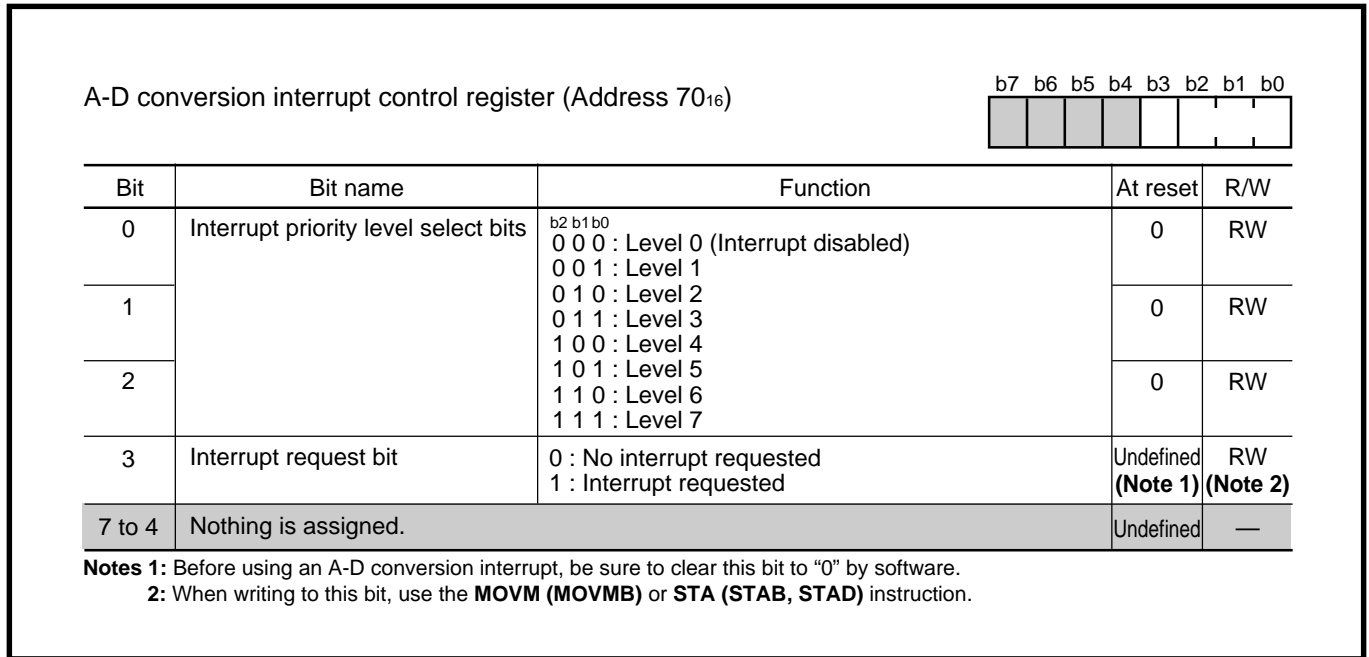 A-D conversion interrupt control register (Address 70₁₆)
b7 b6 b5 b4 b3 b2 b1 b0
Bit Bit name Function At reset R/W
0 Interrupt priority level select bits b2 b1 b0 0 RW
0 0 0 : Level 0 (Interrupt disabled)
0 0 1 : Level 1
1 0 1 0 : Level 2 0 RW
0 1 1 : Level 3
1 0 0 : Level 4
2 1 0 1 : Level 5 0 RW
1 1 0 : Level 6
1 1 1 : Level 7
3 Interrupt request bit 0 : No interrupt requested Undefined RW
1 : Interrupt requested (Note 1) (Note 2)
7 to 4 Nothing is assigned. Undefined —
Notes 1: Before using an A-D conversion interrupt, be sure to clear this bit to “0” by software.
2: When writing to this bit, use the MOVM (MOVMB) or STA (STAB, STAD) instruction.